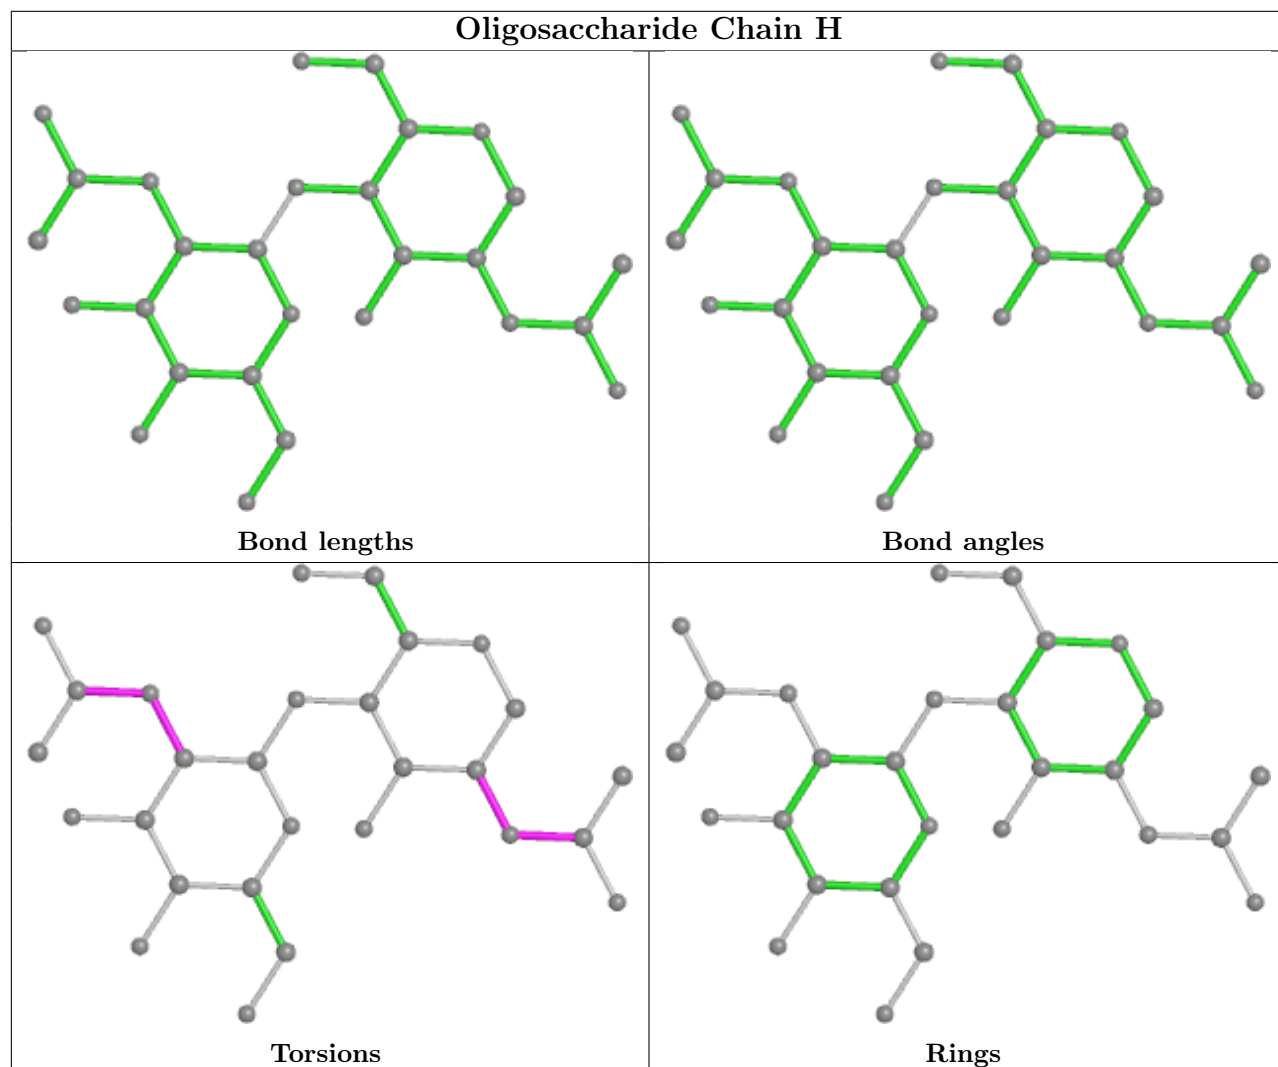 Oligosaccharide Chain H
Bond lengths
Bond angles
Torsions
Rings